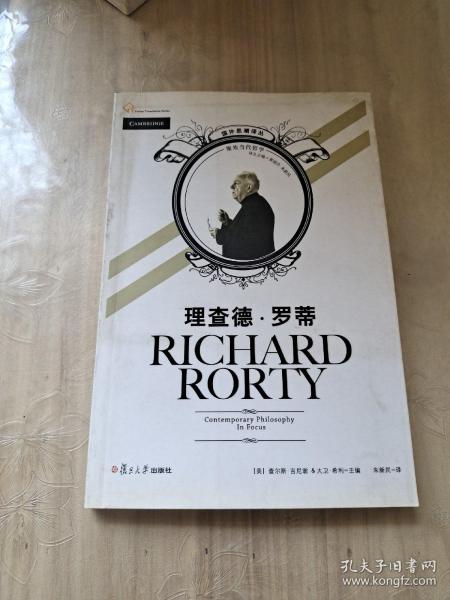 CAMBRIDGE
国外思潮译丛
聚焦当代哲学
理查德·罗蒂
RICHARD
RORTY
Contemporary Philosophy
In Focus
复旦大学出版社
[美] 查尔斯·吉尼翁 & 大卫·希利=主编 朱新民=译
孔夫子旧书网
www.kongfz.com